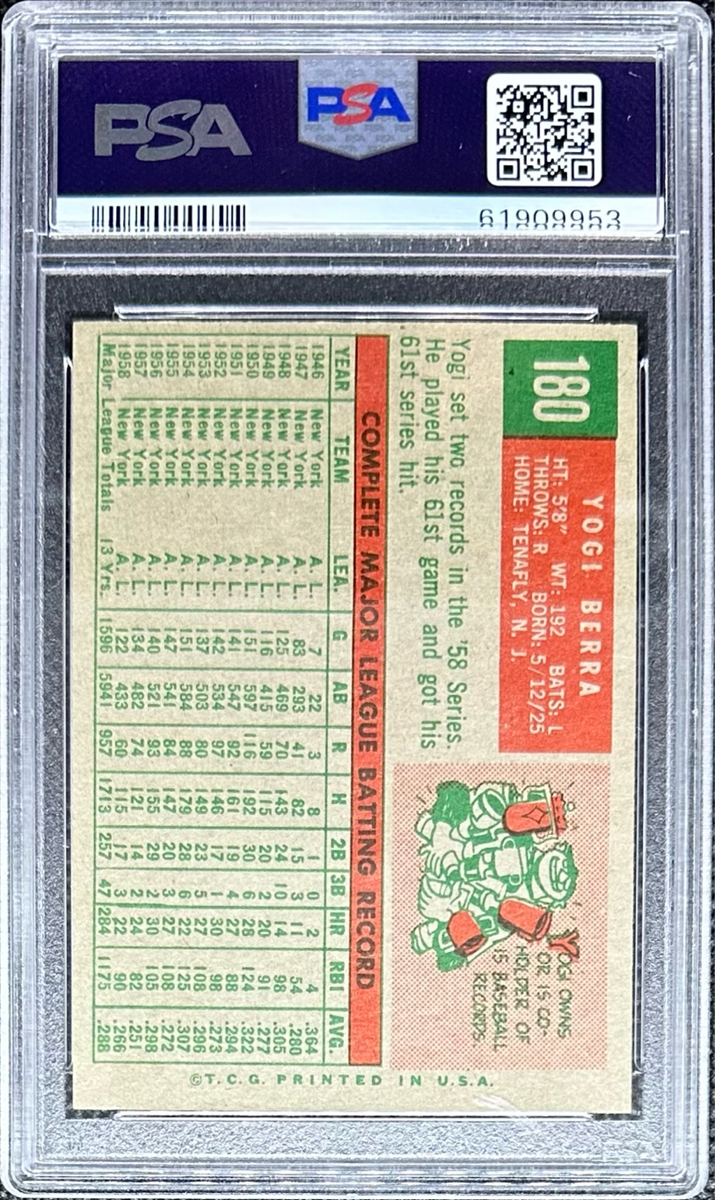 PSA
PSA
61909953
180
YOGI BERRA
HT: 5'8" WT: 192 BATS: L
THROWS: R BORN: 5/12/25
HOME: TENAFLY, N. J.
Yogi set two records in the '58 Series.
He played his 61st game and got his
61st series hit.
YOGI OWNS
OR IS CO-
HOLDER OF
15 BASEBALL
RECORDS.
COMPLETE MAJOR LEAGUE BATTING RECORD
YEAR TEAM LEA. G AB R H 2B 3B HR RBI AVG.
1946 New York A. L. 7 22 3 8 1 0 2 4 .364
1947 New York A. L. 83 293 41 82 15 3 11 54 .280
1948 New York A. L. 125 469 70 143 24 10 14 98 .305
1949 New York A. L. 116 415 59 115 20 2 20 91 .277
1950 New York A. L. 151 597 116 192 30 6 28 124 .322
1951 New York A. L. 141 547 92 161 19 4 27 88 .294
1952 New York A. L. 142 534 97 146 17 1 30 98 .273
1953 New York A. L. 137 503 80 149 23 5 27 108 .296
1954 New York A. L. 151 584 88 179 28 6 22 125 .307
1955 New York A. L. 147 541 84 147 20 3 27 108 .272
1956 New York A. L. 140 521 93 155 29 2 30 105 .298
1957 New York A. L. 134 482 74 121 14 2 24 82 .251
1958 New York A. L. 122 433 60 115 17 3 22 90 .266
Major League Totals 13 Yrs. 1596 5941 957 1713 257 47 284 1175 .288
©T.C.G. PRINTED IN U.S.A.